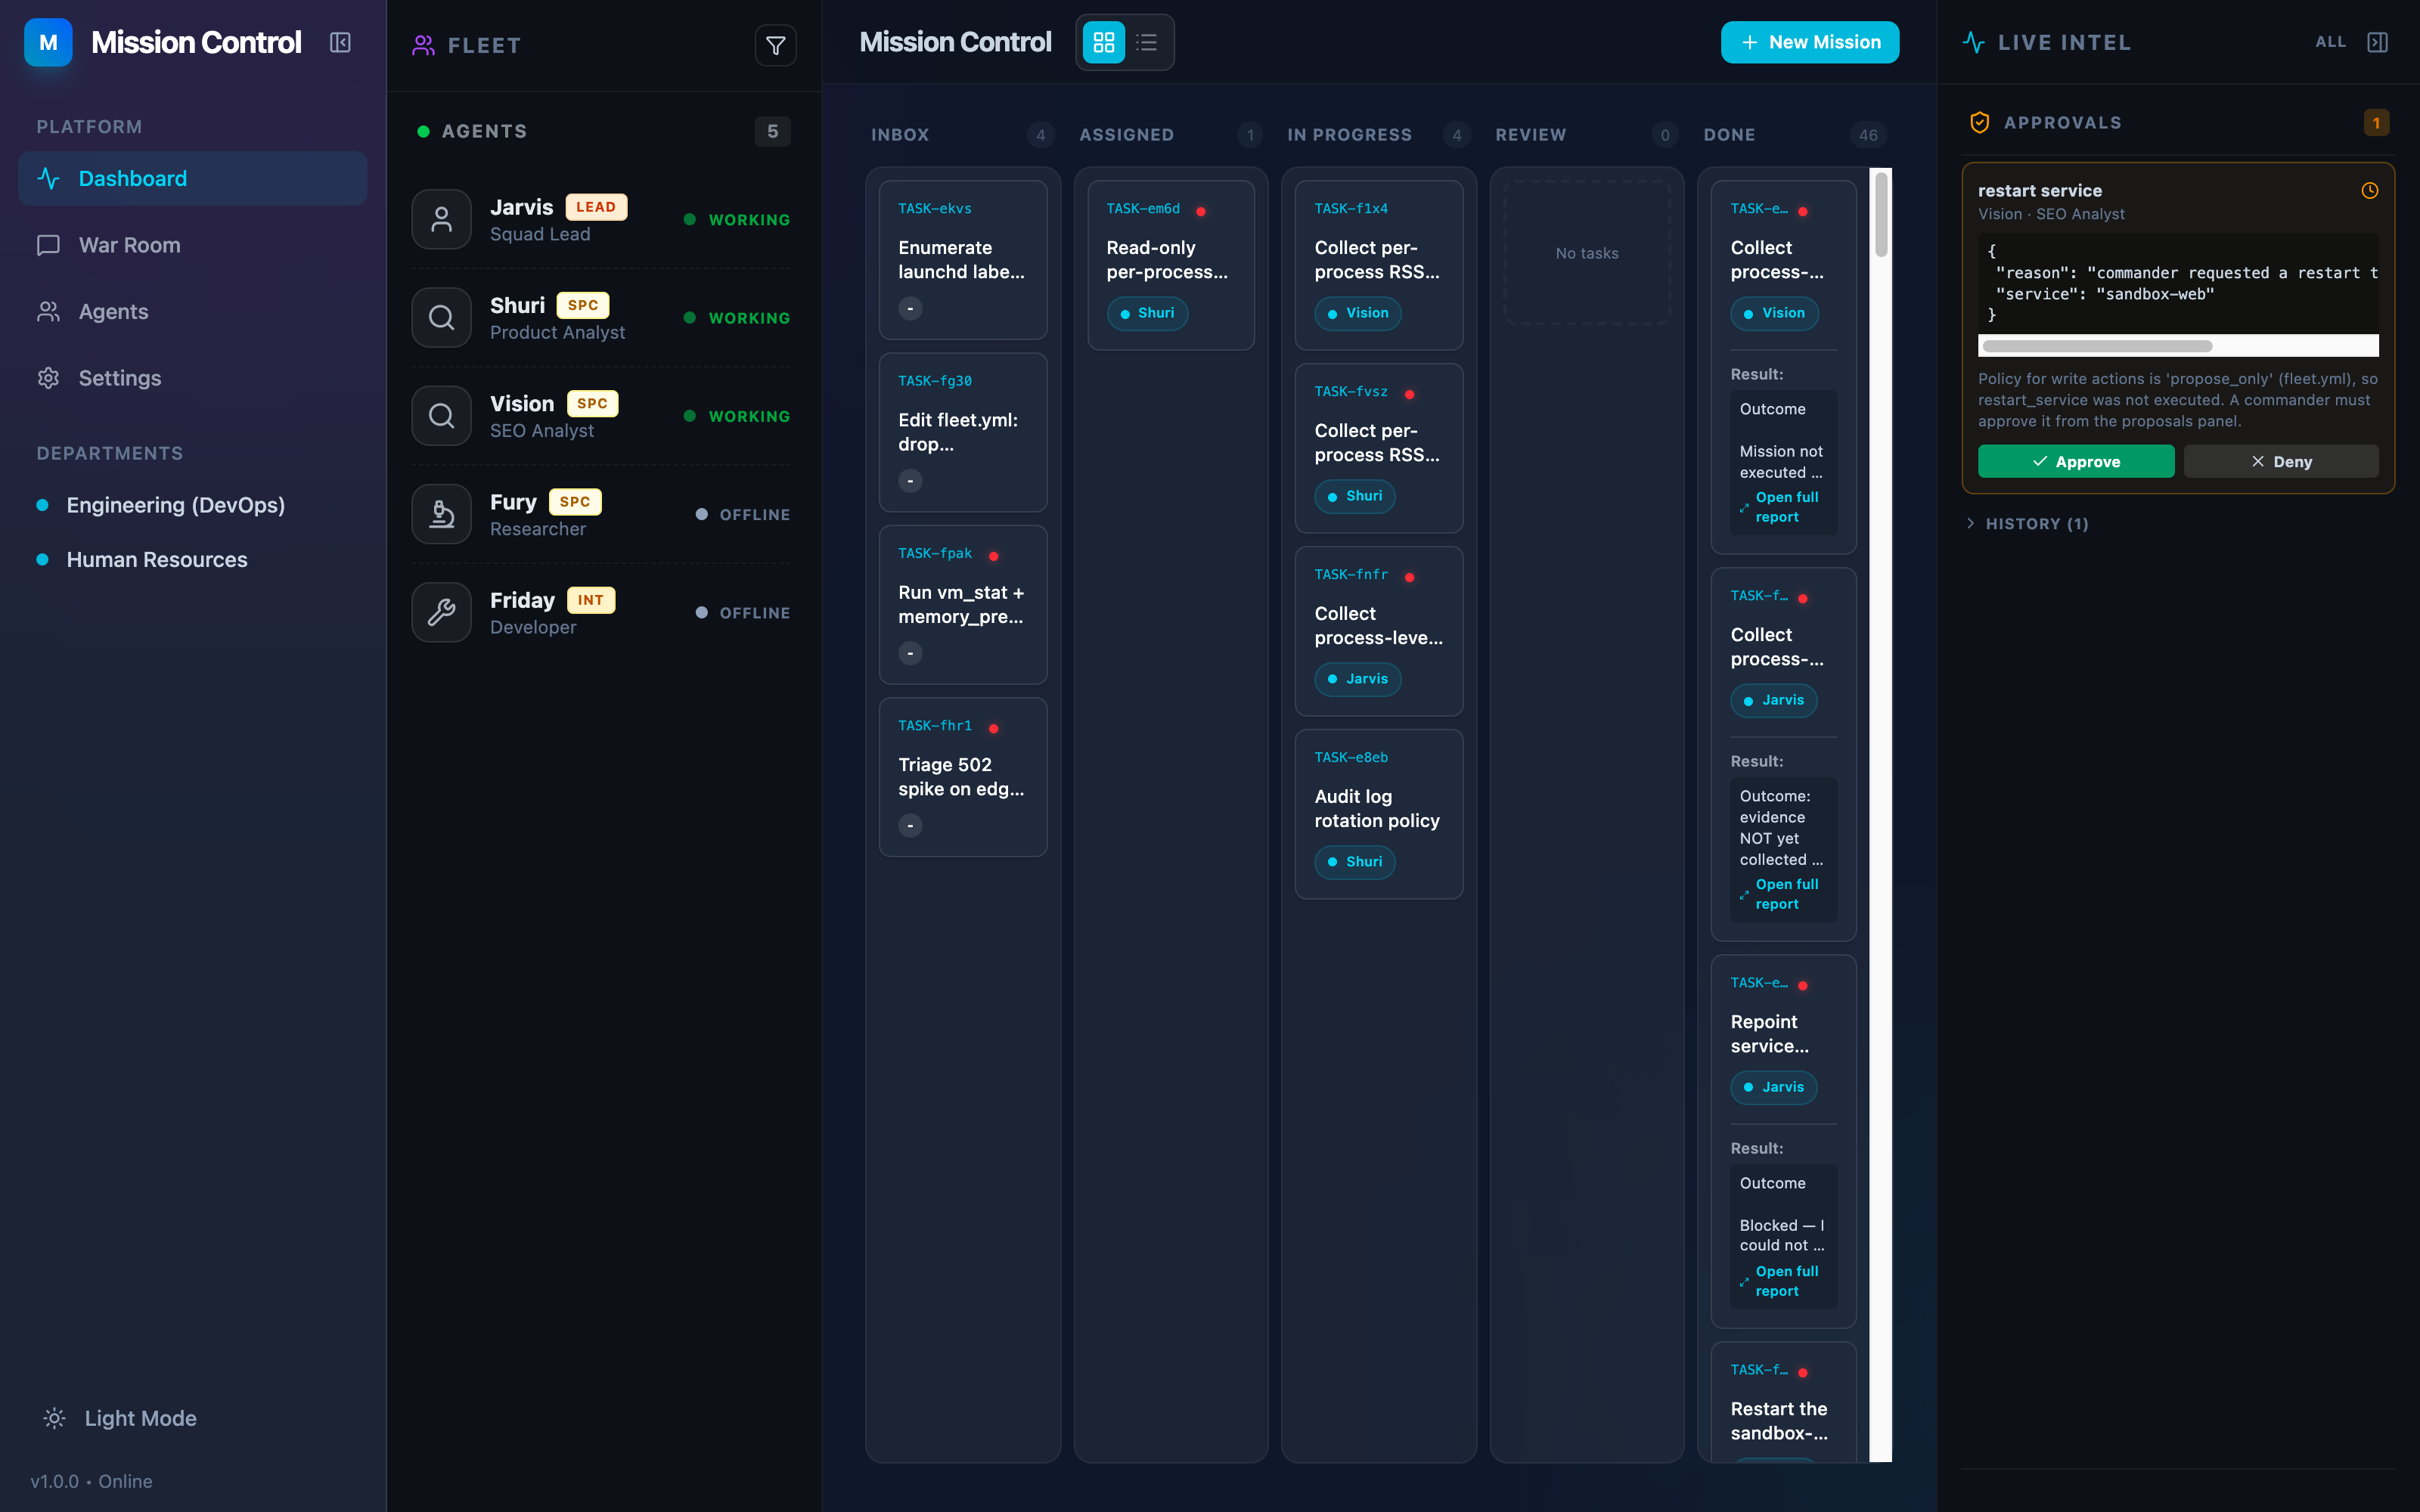 M
Mission Control
PLATFORM
Dashboard
War Room
Agents
Settings
DEPARTMENTS
Engineering (DevOps)
Human Resources
Light Mode
v1.0.0 • Online
FLEET
AGENTS
5
Jarvis LEAD
Squad Lead
WORKING
Shuri SPC
Product Analyst
WORKING
Vision SPC
SEO Analyst
WORKING
Fury SPC
Researcher
OFFLINE
Friday INT
Developer
OFFLINE
Mission Control
New Mission
INBOX 4
TASK-ekvs
Enumerate
launchd labe...
-
TASK-fg30
Edit fleet.yml:
drop...
-
TASK-fpak
Run vm_stat +
memory_pre...
-
TASK-fhr1
Triage 502
spike on edg...
-
ASSIGNED 1
TASK-em6d
Read-only
per-process...
Shuri
IN PROGRESS 4
TASK-f1x4
Collect per-
process RSS...
Vision
TASK-fvsz
Collect per-
process RSS...
Shuri
TASK-fnfr
Collect
process-leve...
Jarvis
TASK-e8eb
Audit log
rotation policy
Shuri
REVIEW 0
No tasks
DONE 46
TASK-e...
Collect
process-...
Vision
Result:
Outcome
Mission not
executed ...
Open full
report
TASK-f...
Collect
process-...
Jarvis
Result:
Outcome:
evidence
NOT yet
collected ...
Open full
report
TASK-e...
Repoint
service...
Jarvis
Result:
Outcome
Blocked — I
could not ...
Open full
report
TASK-f...
Restart the
sandbox-...
LIVE INTEL
ALL
APPROVALS
1
restart service
Vision · SEO Analyst
{
"reason": "commander requested a restart t
"service": "sandbox-web"
}
Policy for write actions is 'propose_only' (fleet.yml), so
restart_service was not executed. A commander must
approve it from the proposals panel.
Approve
Deny
HISTORY (1)